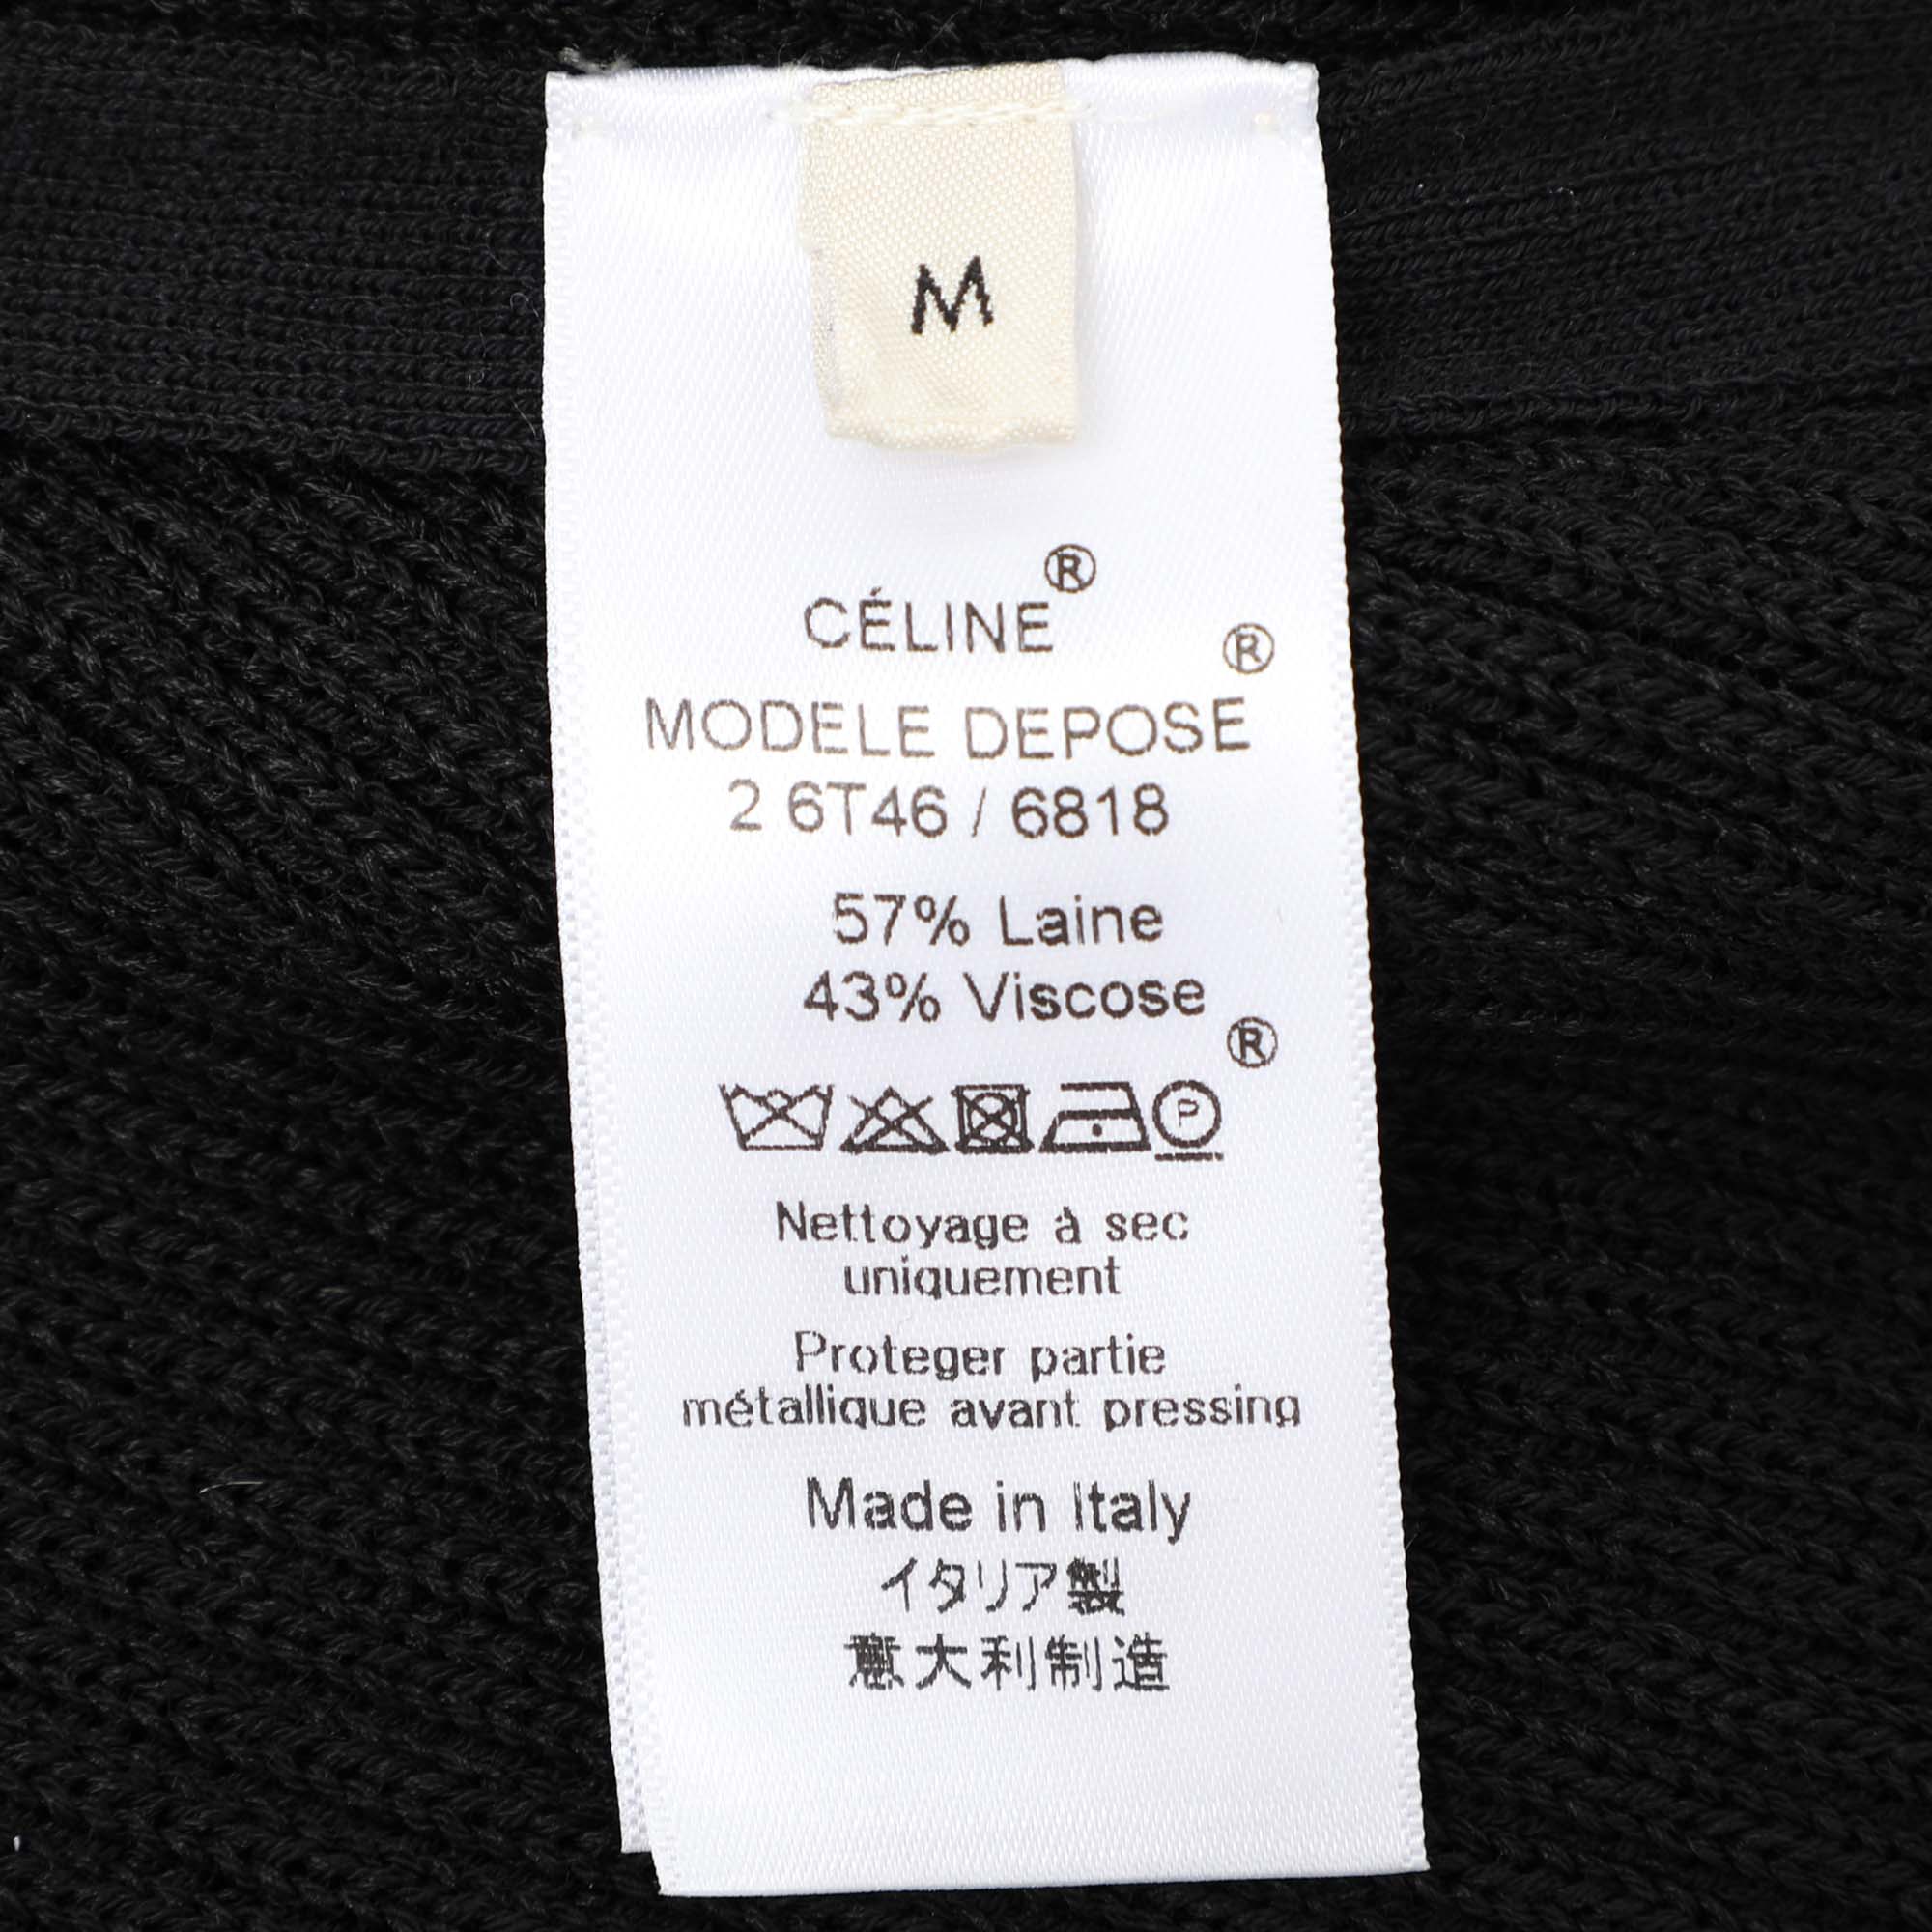 M
CÉLINE®
MODELE DEPOSE®
2 6T46 / 6818
57% Laine
43% Viscose
®
P
Nettoyage à sec
uniquement
Proteger partie
métallique avant pressing
Made in Italy
イタリア製
意大利制造